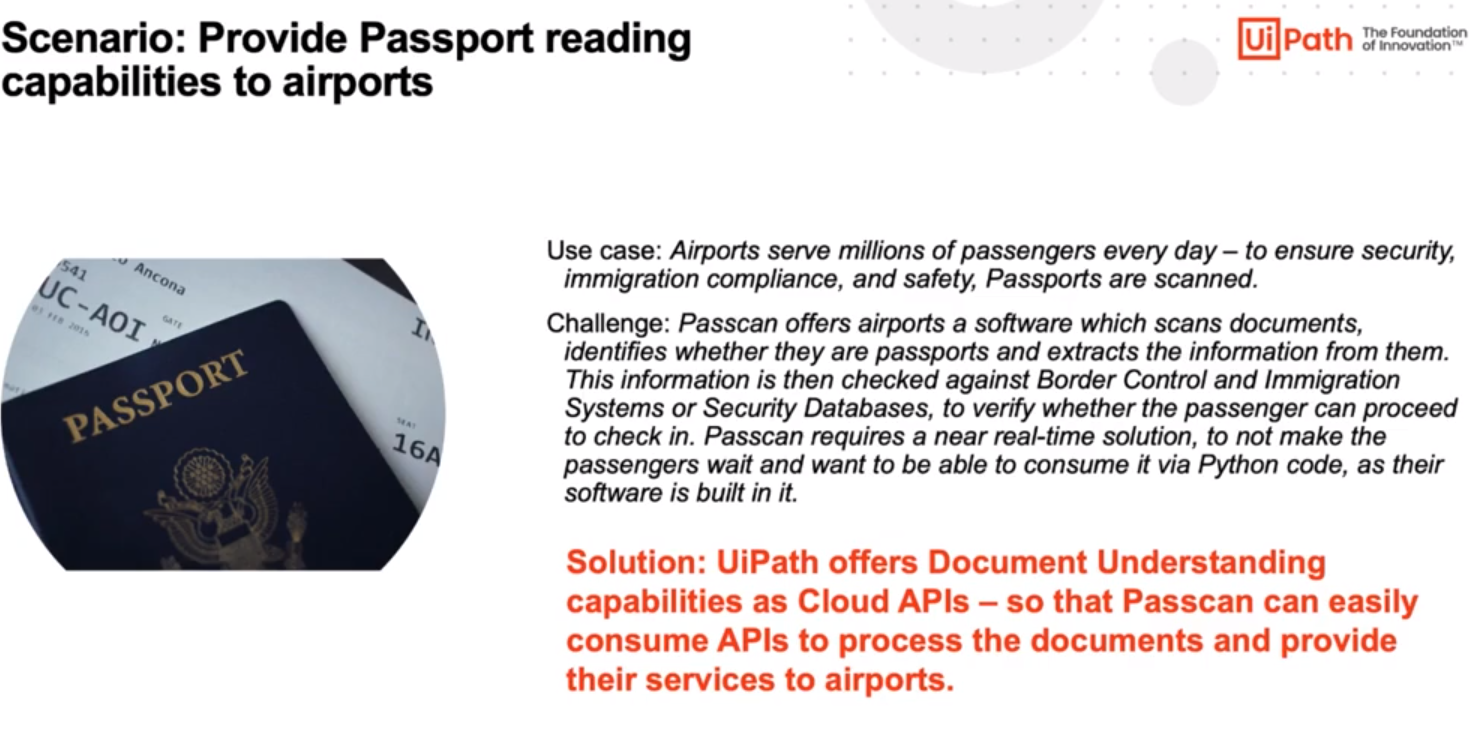 Scenario: Provide Passport reading
capabilities to airports
UiPath
The Foundation
of Innovation™
541
Ancona
UC-AOI
GATE
03 FEB 2015
PASSPORT
SEAT
16A
Use case: Airports serve millions of passengers every day – to ensure security,
immigration compliance, and safety, Passports are scanned.
Challenge: Passcan offers airports a software which scans documents,
identifies whether they are passports and extracts the information from them.
This information is then checked against Border Control and Immigration
Systems or Security Databases, to verify whether the passenger can proceed
to check in. Passcan requires a near real-time solution, to not make the
passengers wait and want to be able to consume it via Python code, as their
software is built in it.
Solution: UiPath offers Document Understanding
capabilities as Cloud APIs – so that Passcan can easily
consume APIs to process the documents and provide
their services to airports.